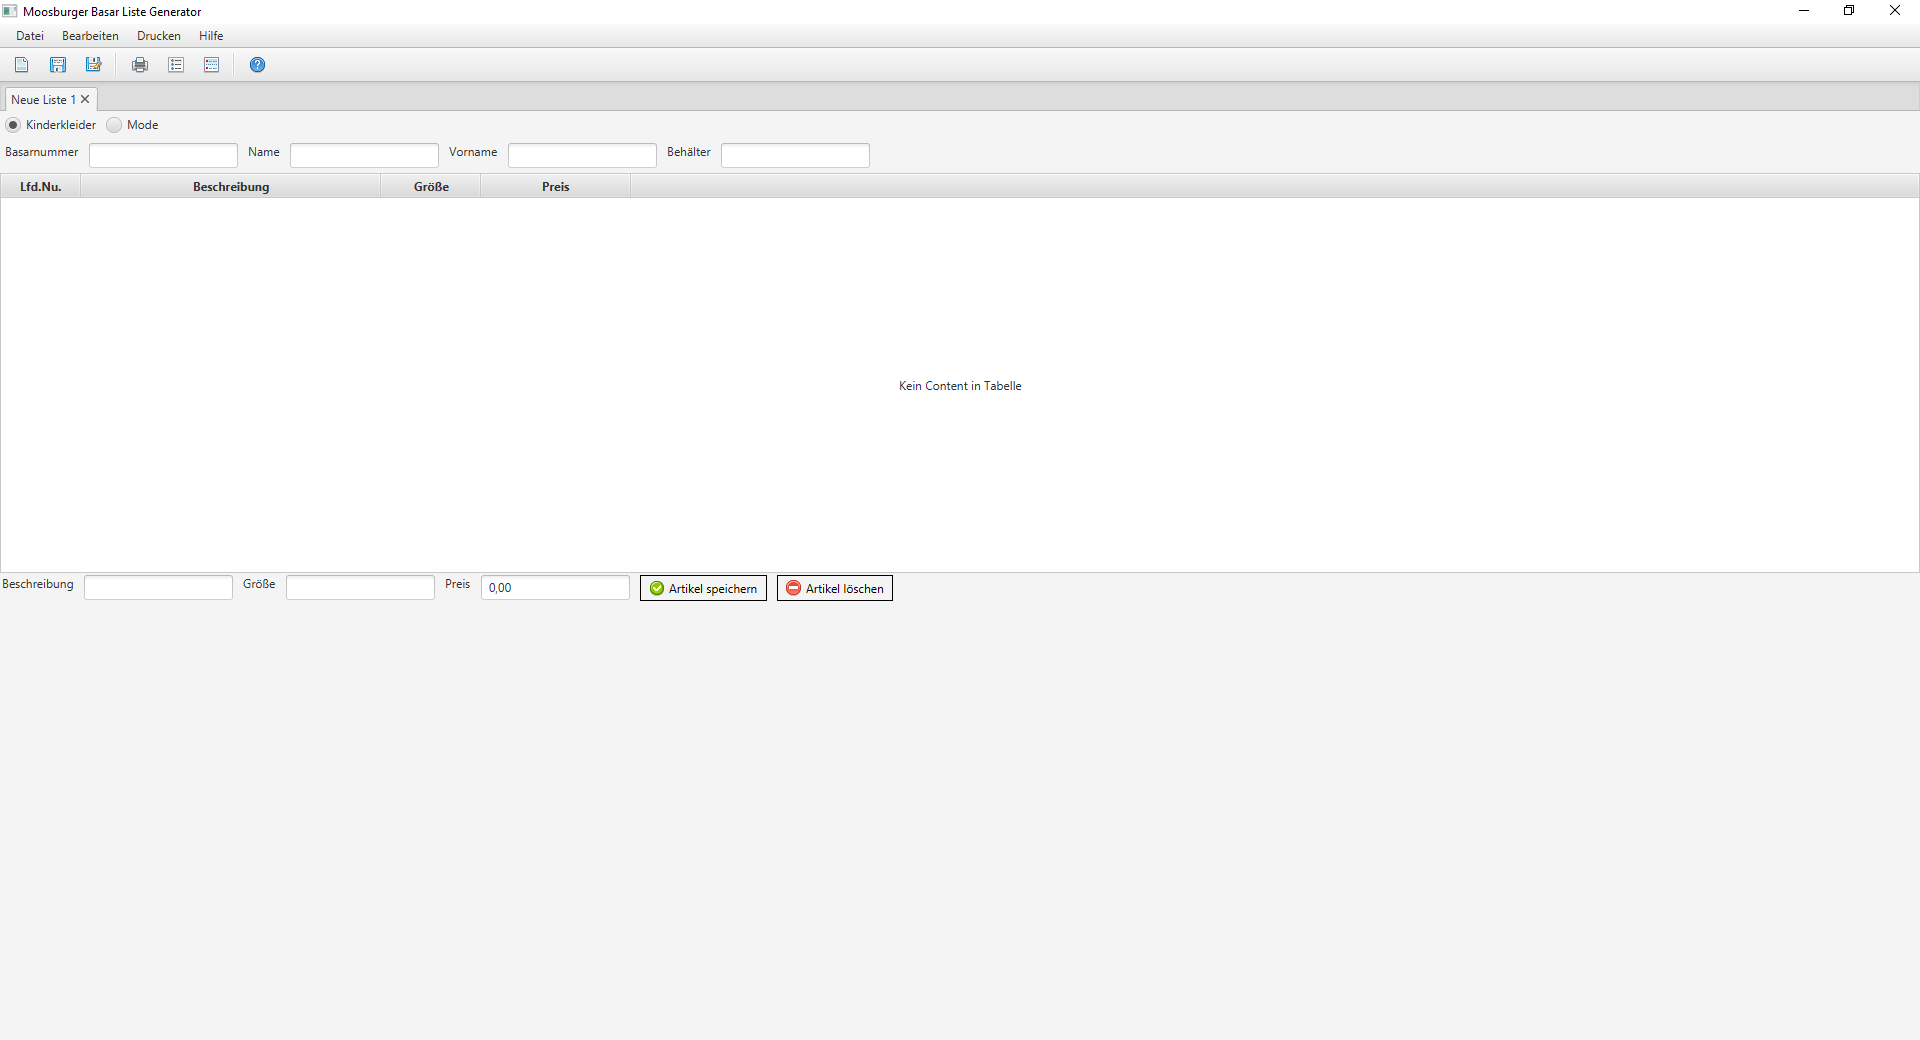 Moosburger Basar Liste Generator
Datei Bearbeiten Drucken Hilfe
Neue Liste 1
Kinderkleider Mode
Basarnummer Name Vorname Behälter
Lfd.Nu. Beschreibung Größe Preis
Kein Content in Tabelle
Beschreibung Größe Preis 0,00 Artikel speichern Artikel löschen